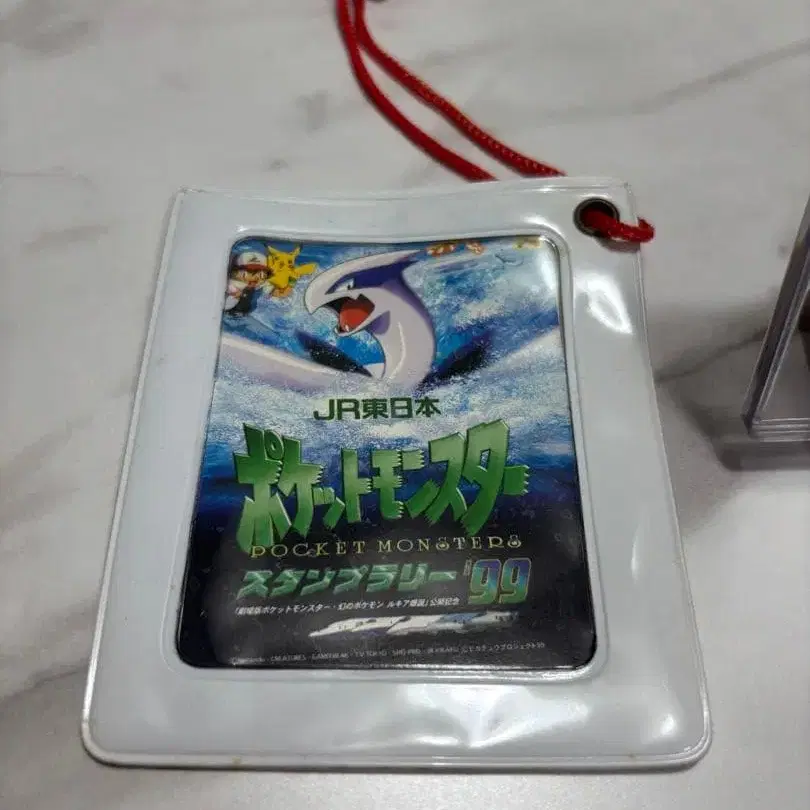 JR東日本
ポケットモンスター
POCKET MONSTERS
スタンプラリー '99
「劇場版ポケットモンスター・幻のポケモン ルギア爆誕」公開記念